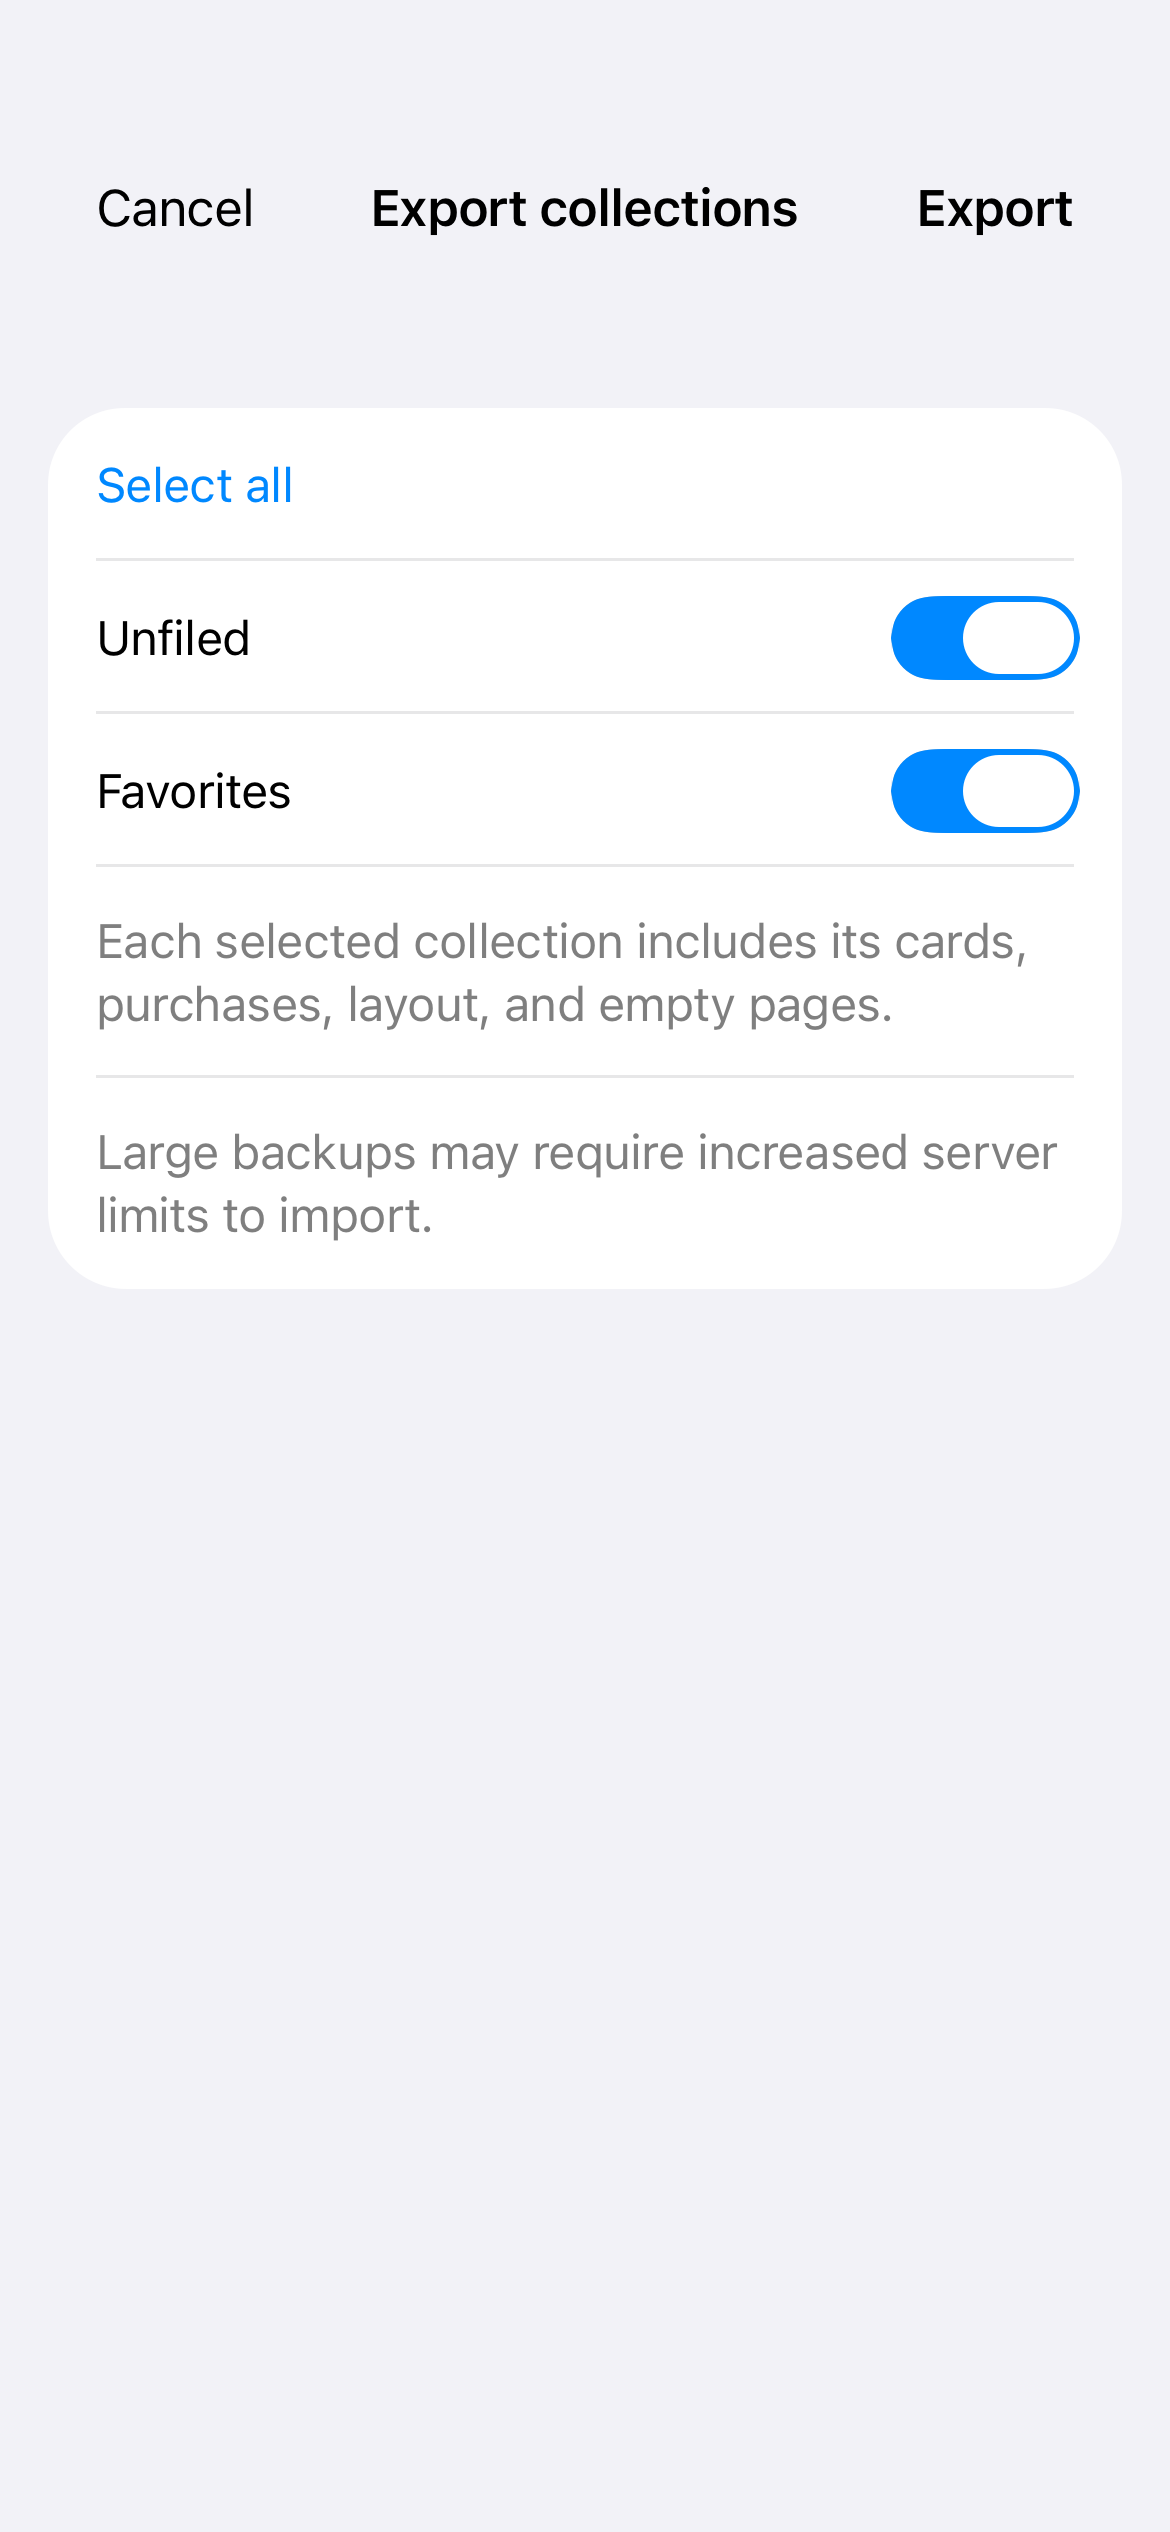 Cancel
Export collections
Export
Select all
Unfiled
Favorites
Each selected collection includes its cards,
purchases, layout, and empty pages.
Large backups may require increased server
limits to import.